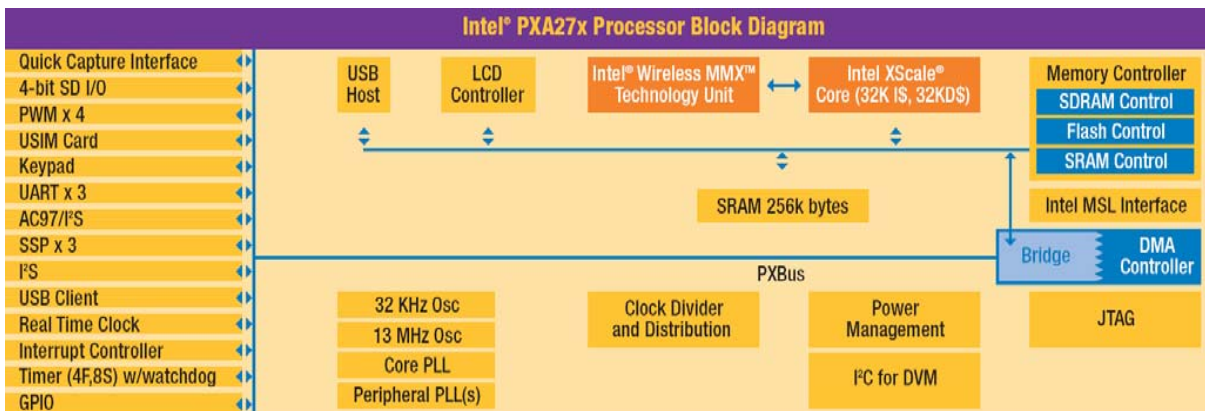 Intel® PXA27x Processor Block Diagram
Quick Capture Interface
4-bit SD I/O
PWM x 4
USIM Card
Keypad
UART x 3
AC97/I²S
SSP x 3
I²S
USB Client
Real Time Clock
Interrupt Controller
Timer (4F,8S) w/watchdog
GPIO
USB
Host
LCD
Controller
Intel® Wireless MMX™
Technology Unit
Intel XScale®
Core (32K I$, 32KD$)
Memory Controller
SDRAM Control
Flash Control
SRAM Control
SRAM 256k bytes
Intel MSL Interface
Bridge
DMA
Controller
PXBus
32 KHz Osc
13 MHz Osc
Core PLL
Peripheral PLL(s)
Clock Divider
and Distribution
Power
Management
I²C for DVM
JTAG